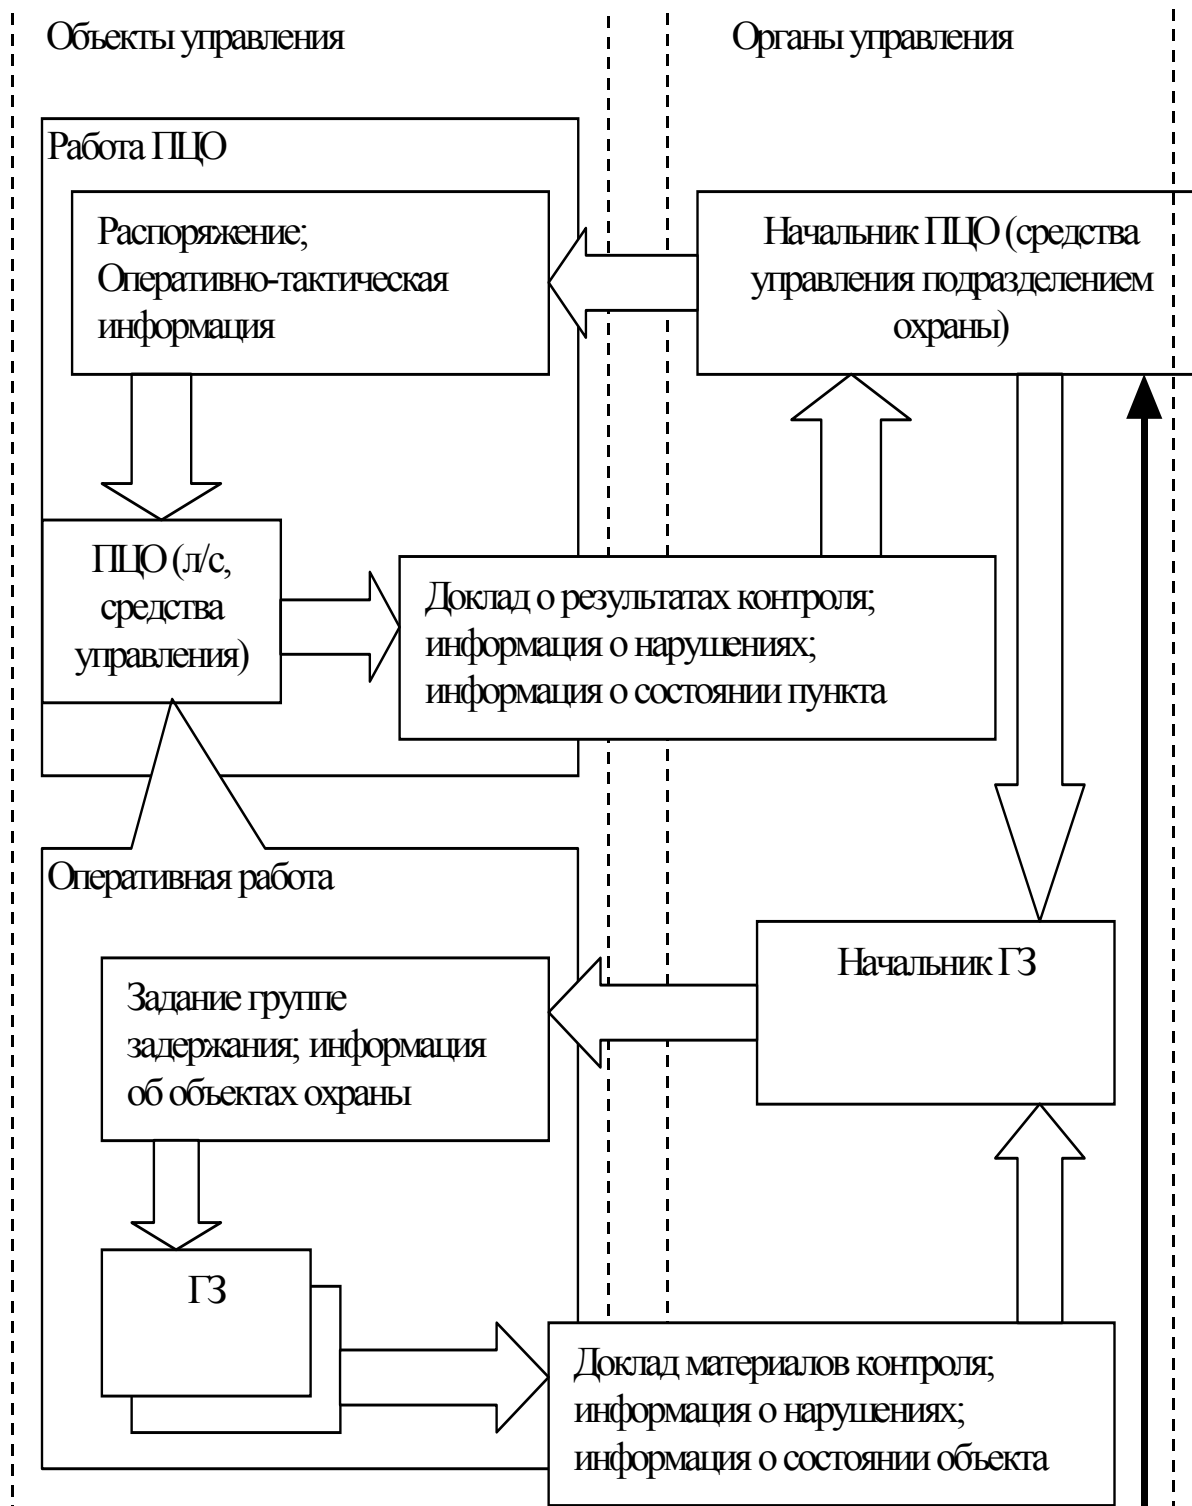 Объекты управления
Органы управления
Работа ПЦО
Распоряжение;
Оперативно-тактическая
информация
Начальник ПЦО (средства
управления подразделением
охраны)
ПЦО (л/с,
средства
управления)
Доклад о результатах контроля;
информация о нарушениях;
информация о состоянии пункта
Оперативная работа
Задание группе
задержания; информация
об объектах охраны
Начальник ГЗ
ГЗ
Доклад материалов контроля;
информация о нарушениях;
информация о состоянии объекта